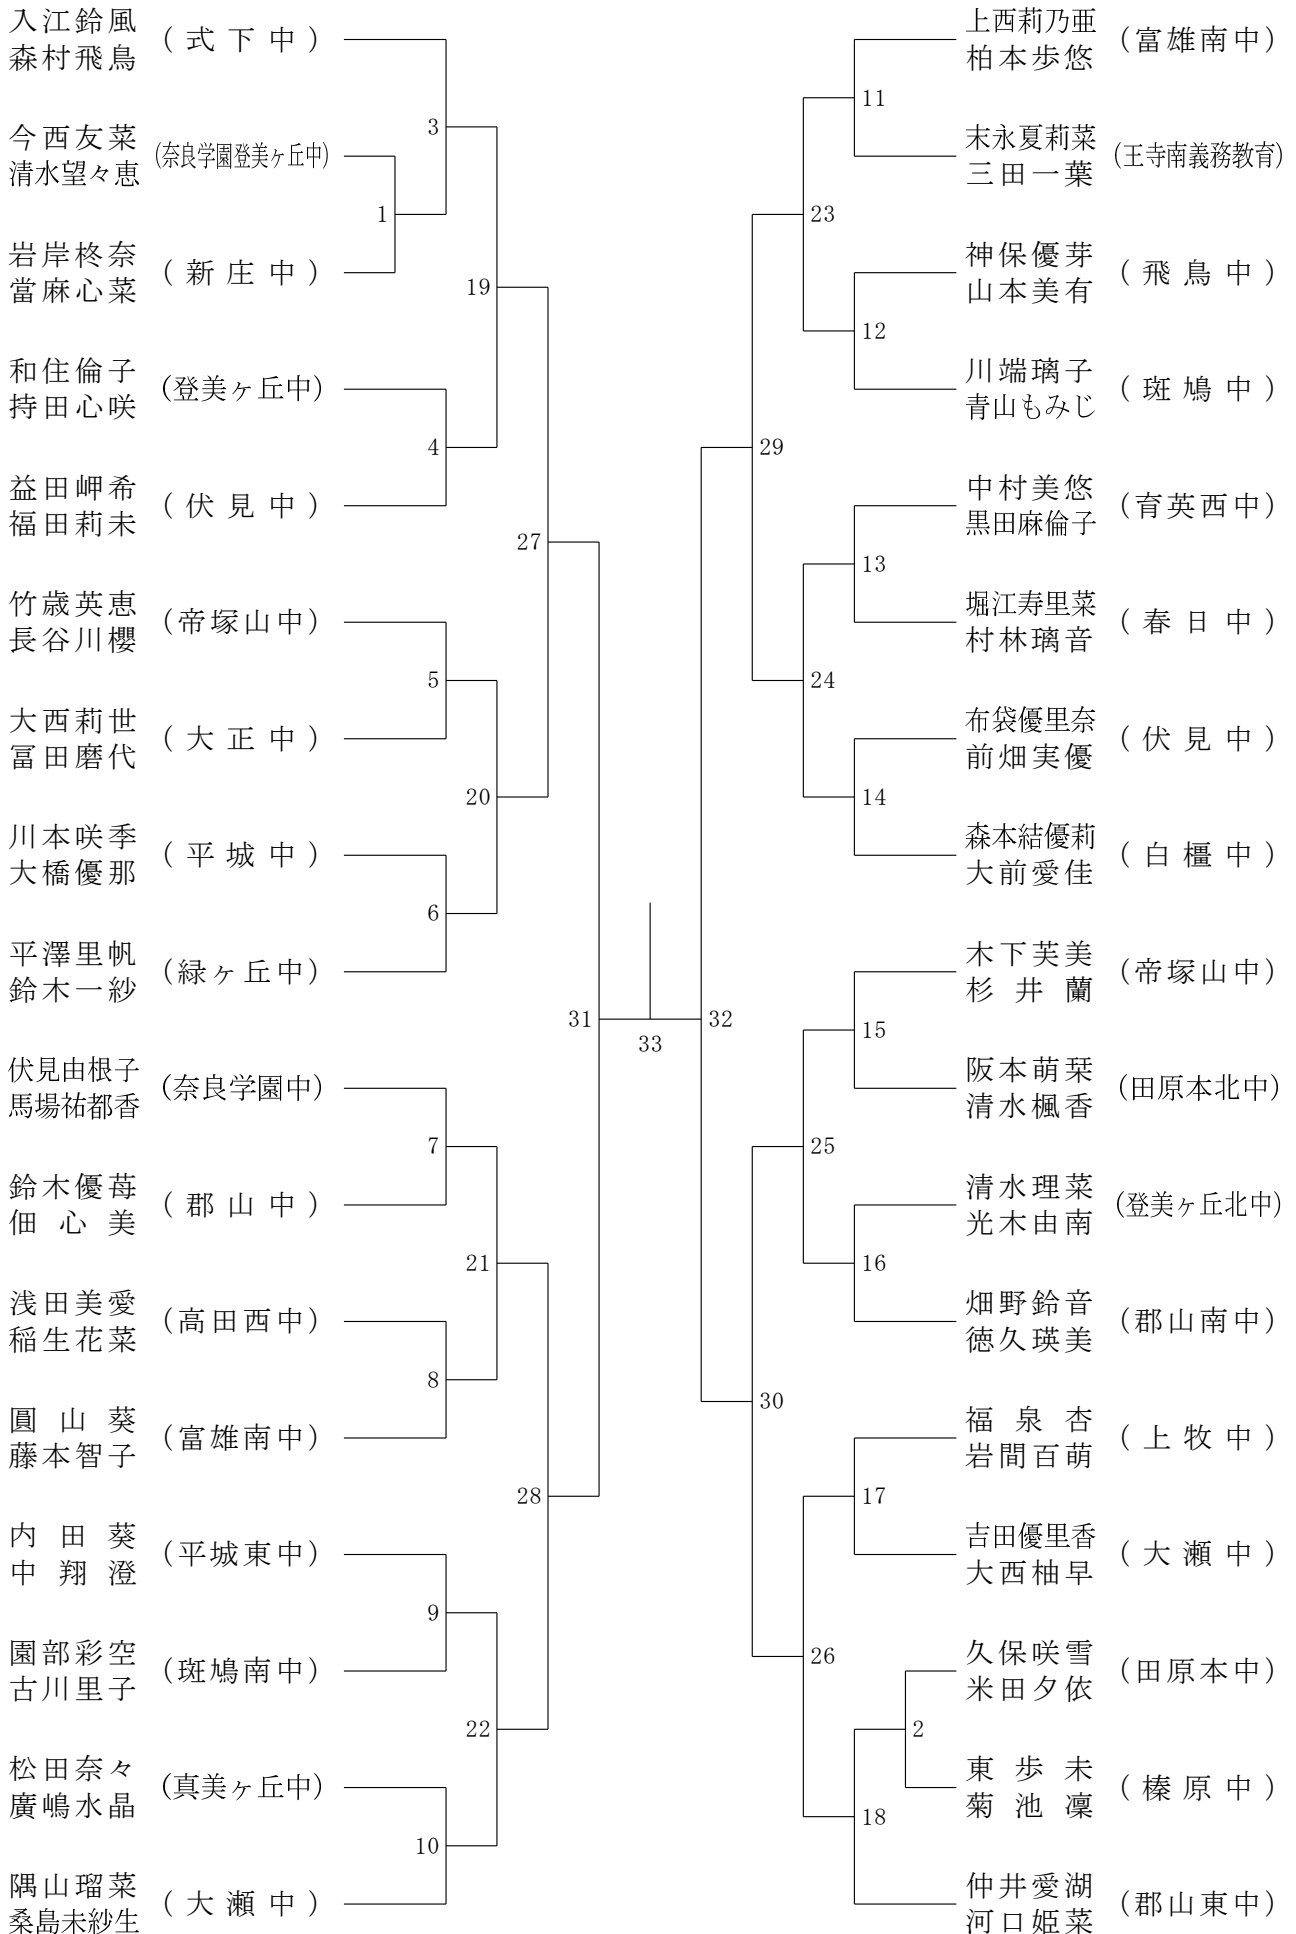 入江鈴風
森村飛鳥
(式下中)
今西友菜
清水望々恵
(奈良学園登美ヶ丘中)
岩岸柊奈
當麻心菜
(新庄中)
和住倫子
持田心咲
(登美ヶ丘中)
益田岬希
福田莉未
(伏見中)
竹歳英恵
長谷川櫻
(帝塚山中)
大西莉世
冨田磨代
(大正中)
川本咲季
大橋優那
(平城中)
平澤里帆
鈴木一紗
(緑ヶ丘中)
伏見由根子
馬場祐都香
(奈良学園中)
鈴木優苺
佃心美
(郡山中)
浅田美愛
稲生花菜
(高田西中)
圓山葵
藤本智子
(富雄南中)
内田葵
中翔澄
(平城東中)
園部彩空
古川里子
(斑鳩南中)
松田奈々
廣嶋水晶
(真美ヶ丘中)
隅山瑠菜
桑島未紗生
(大瀬中)
3
1
19
4
27
5
20
6
31
7
21
8
28
9
22
10
33
32
11
23
12
29
13
24
14
15
25
16
30
17
26
2
18
上西莉乃亜
柏本歩悠
(富雄南中)
末永夏莉菜
三田一葉
(王寺南義務教育)
神保優芽
山本美有
(飛鳥中)
川端璃子
青山もみじ
(斑鳩中)
中村美悠
黒田麻倫子
(育英西中)
堀江寿里菜
村林璃音
(春日中)
布袋優里奈
前畑実優
(伏見中)
森本結優莉
大前愛佳
(白橿中)
木下芙美
杉井蘭
(帝塚山中)
阪本萌栞
清水楓香
(田原本北中)
清水理菜
光木由南
(登美ヶ丘北中)
畑野鈴音
徳久瑛美
(郡山南中)
福泉杏
岩間百萌
(上牧中)
吉田優里香
大西柚早
(大瀬中)
久保咲雪
米田夕依
(田原本中)
東歩未
菊池凜
(榛原中)
仲井愛湖
河口姫菜
(郡山東中)